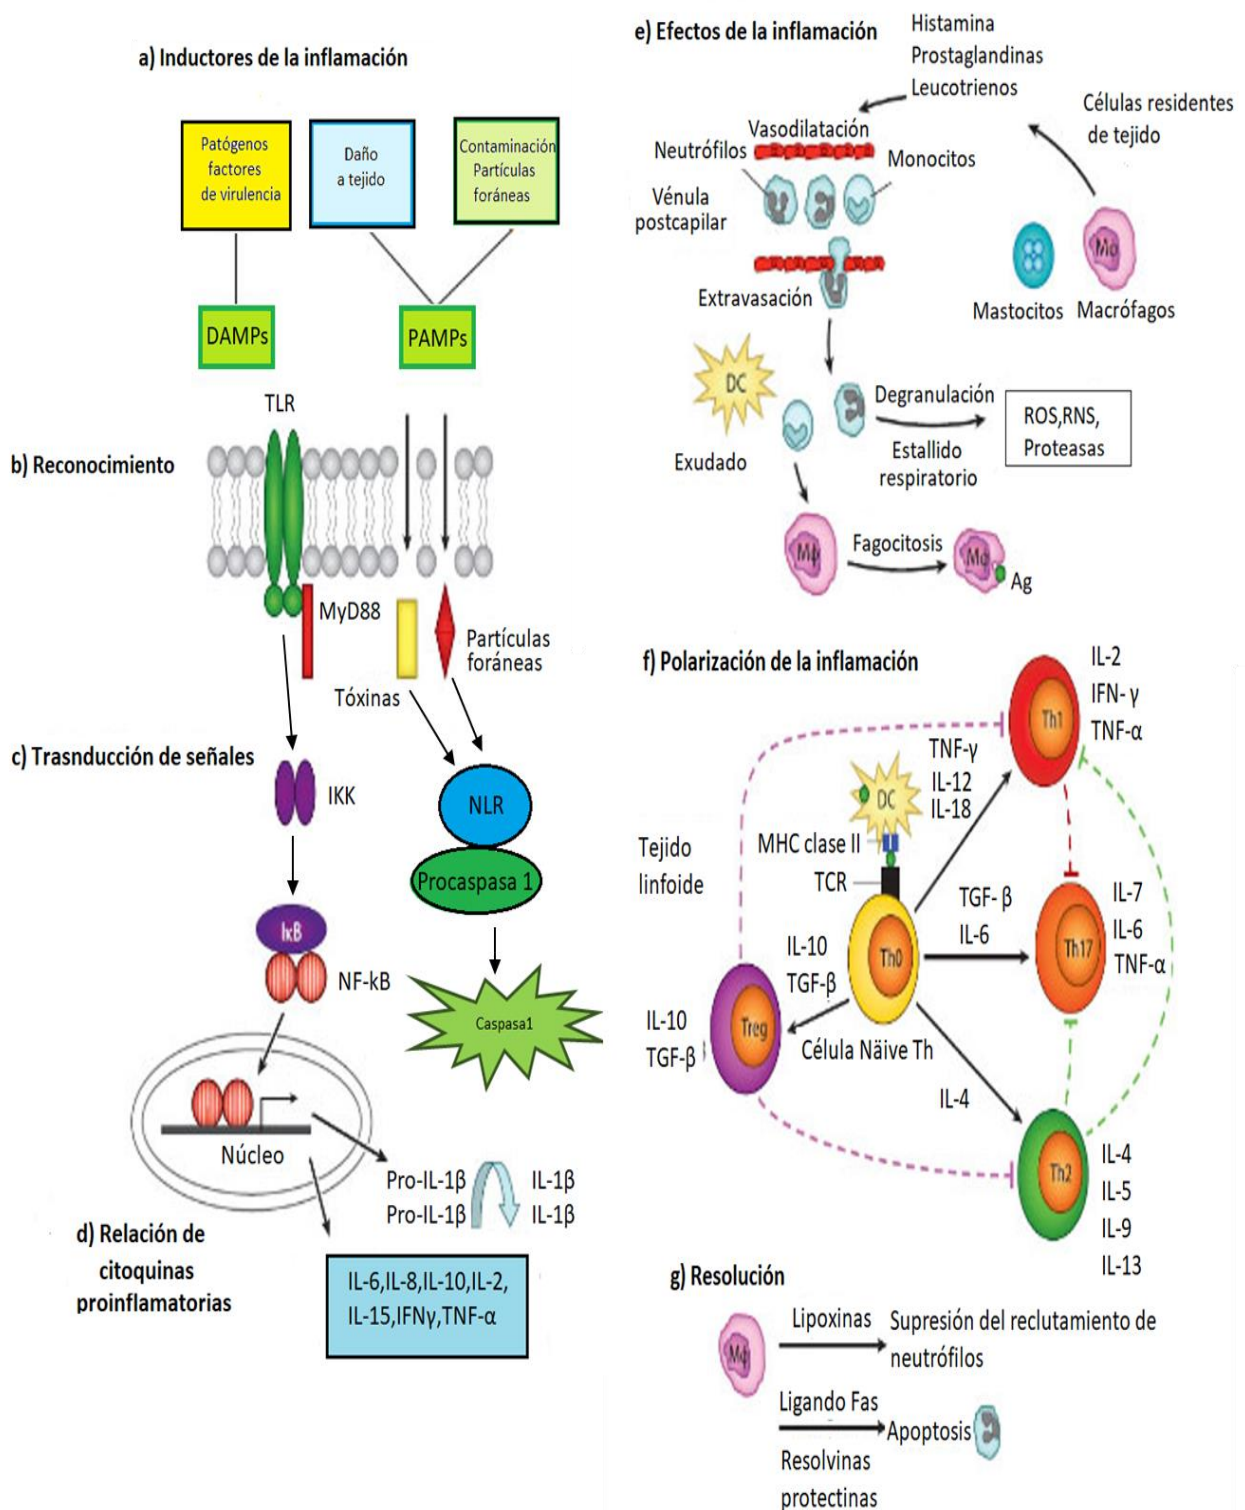 a) Inductores de la inflamación
Patógenos
factores
de virulencia
Daño
a tejido
Contaminación
Partículas
foráneas
DAMPs
PAMPs
TLR
b) Reconocimiento
MyD88
Partículas
foráneas
Tóxinas
c) Trasnducción de señales
IKK
NLR
Procaspasa 1
IκB
NF-kB
Caspasa1
Núcleo
Pro-IL-1β
IL-1β
Pro-IL-1β
IL-1β
d) Relación de
citoquinas
proinflamatorias
IL-6,IL-8,IL-10,IL-2,
IL-15,IFNγ,TNF-α
e) Efectos de la inflamación
Histamina
Prostaglandinas
Leucotrienos
Células residentes
de tejido
Vasodilatación
Neutrófilos
Monocitos
Vénula
postcapilar
Mo
Extravasación
Mastocitos
Macrófagos
DC
Degranulación
ROS,RNS,
Proteasas
Estallido
respiratorio
Exudado
Mφ
Fagocitosis
Mφ
Ag
f) Polarización de la inflamación
IL-2
IFN- γ
TNF-α
Th1
TNF-γ
IL-12
IL-18
DC
MHC clase II
TCR
Tejido
linfoide
TGF- β
IL-6
IL-7
IL-6
TNF-α
Th17
Th0
IL-10
TGF-β
IL-10
TGF-β
Treg
Célula Näive Th
IL-4
Th2
IL-4
IL-5
IL-9
IL-13
g) Resolución
Lipoxinas
Supresión del reclutamiento de
neutrófilos
Mφ
Ligando Fas
Apoptosis
Resolvinas
protectinas